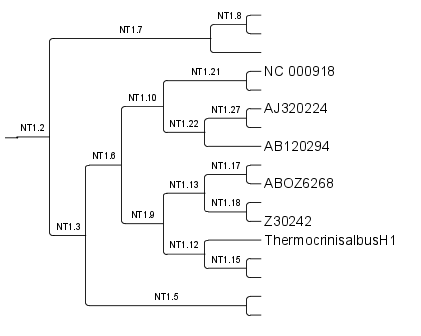 NT1.8
NT1.7
NT1.21
NC 000918
NT1.10
NT1.27
AJ320224
NT1.22
NT1.2
AB120294
NT1.6
NT1.17
NT1.13
ABOZ6268
NT1.18
NT1.9
Z30242
NT1.3
ThermocrinisalbusH1
NT1.12
NT1.15
NT1.5